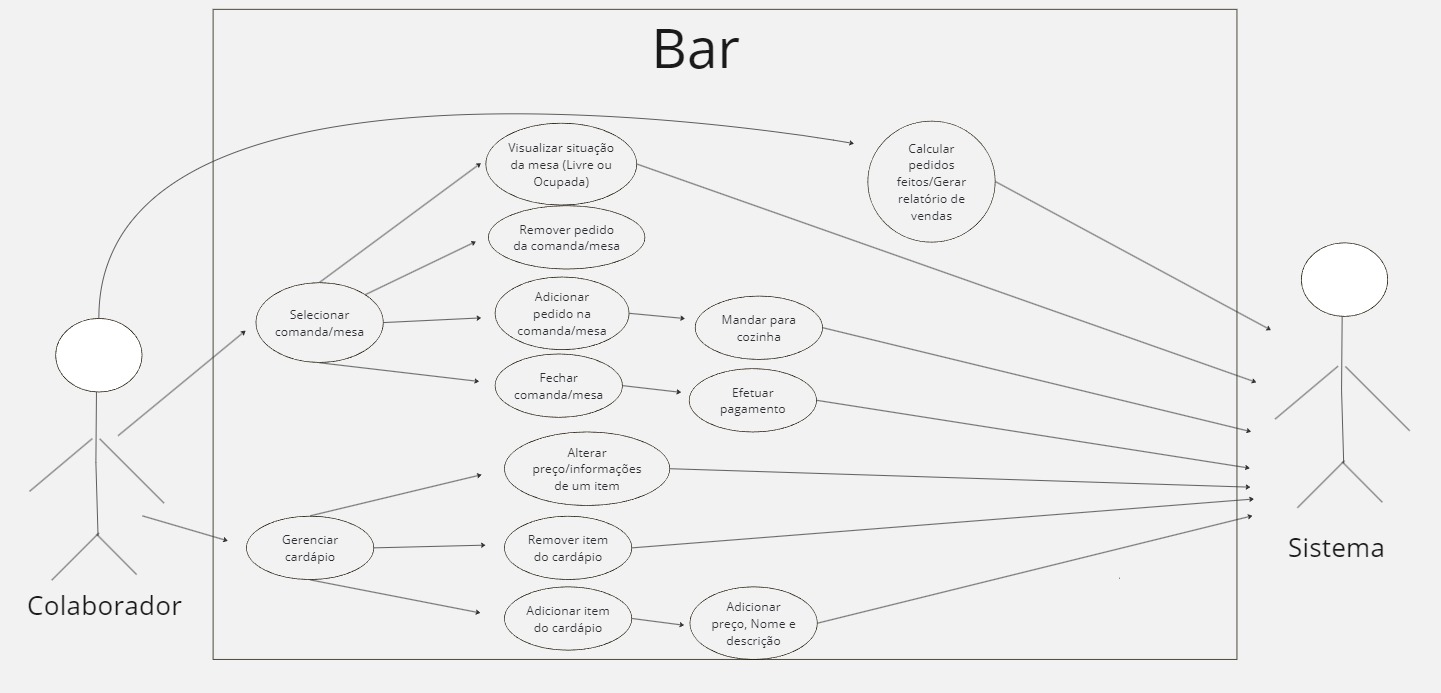 Bar
Visualizar situação
da mesa (Livre ou
Ocupada)
Calcular
pedidos
feitos/Gerar
relatório de
vendas
Remover pedido
da comanda/mesa
Selecionar
comanda/mesa
Adicionar
pedido na
comanda/mesa
Mandar para
cozinha
Fechar
comanda/mesa
Efetuar
pagamento
Alterar
preço/informações
de um item
Gerenciar
cardápio
Remover item
do cardápio
Adicionar item
do cardápio
Adicionar
preço, Nome e
descrição
Colaborador
Sistema